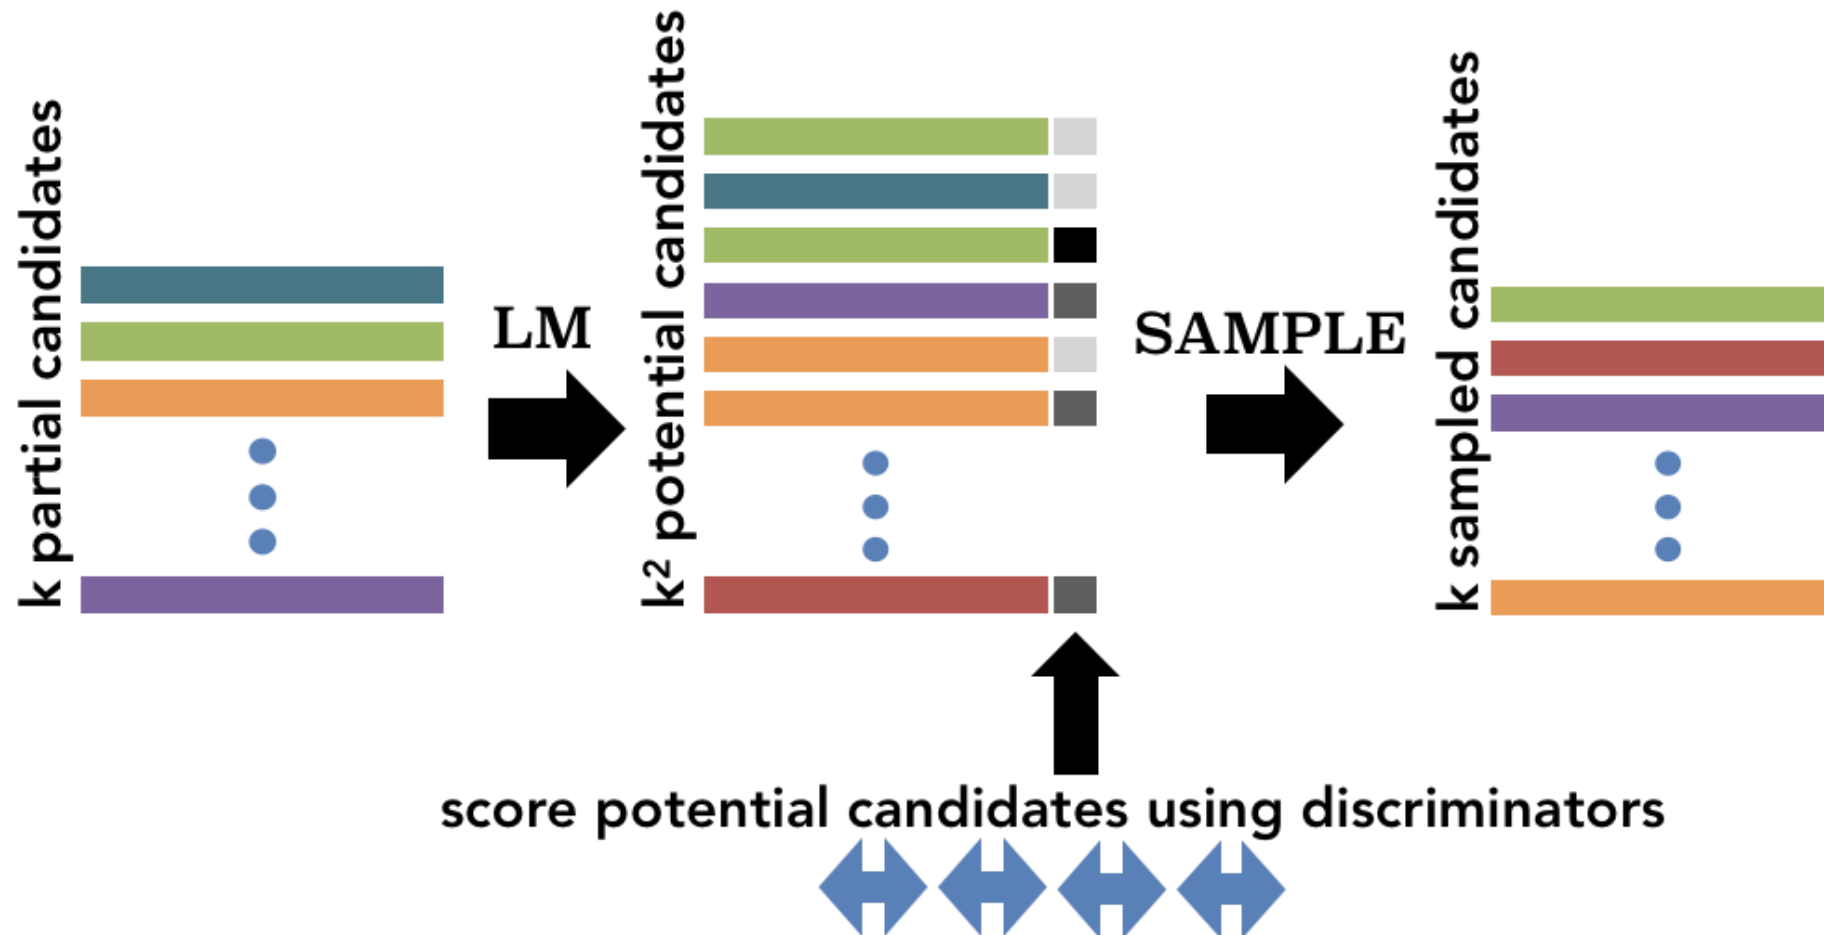 k partial candidates
LM
k² potential candidates
SAMPLE
k sampled candidates
score potential candidates using discriminators